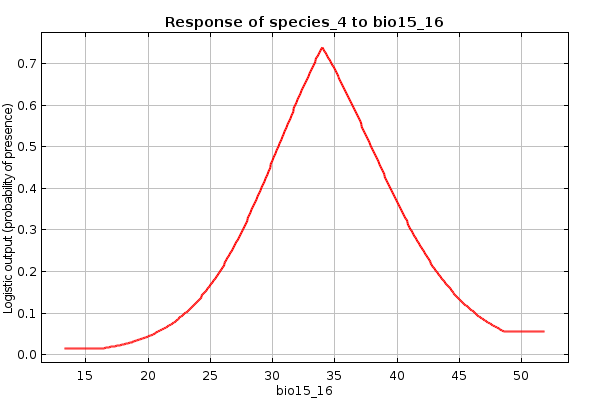 Response of species_4 to bio15_16
Logistic output (probability of presence)
0.7
0.6
0.5
0.4
0.3
0.2
0.1
0.0
15 20 25 30 35 40 45 50
bio15_16